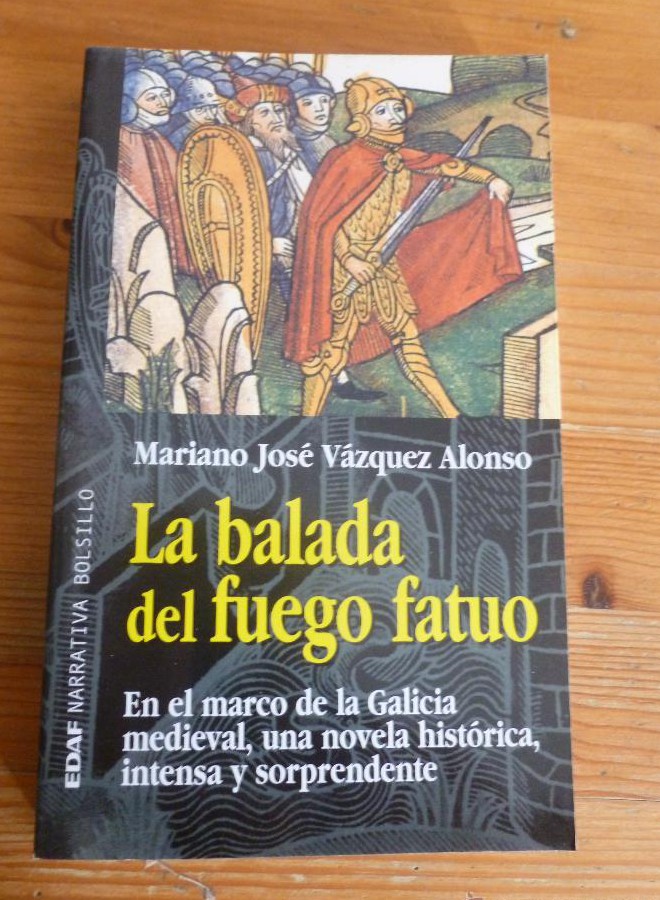 Mariano José Vázquez Alonso
La balada
del fuego fatuo
En el marco de la Galicia
medieval, una novela histórica,
intensa y sorprendente
EDAF NARRATIVA BOLSILLO